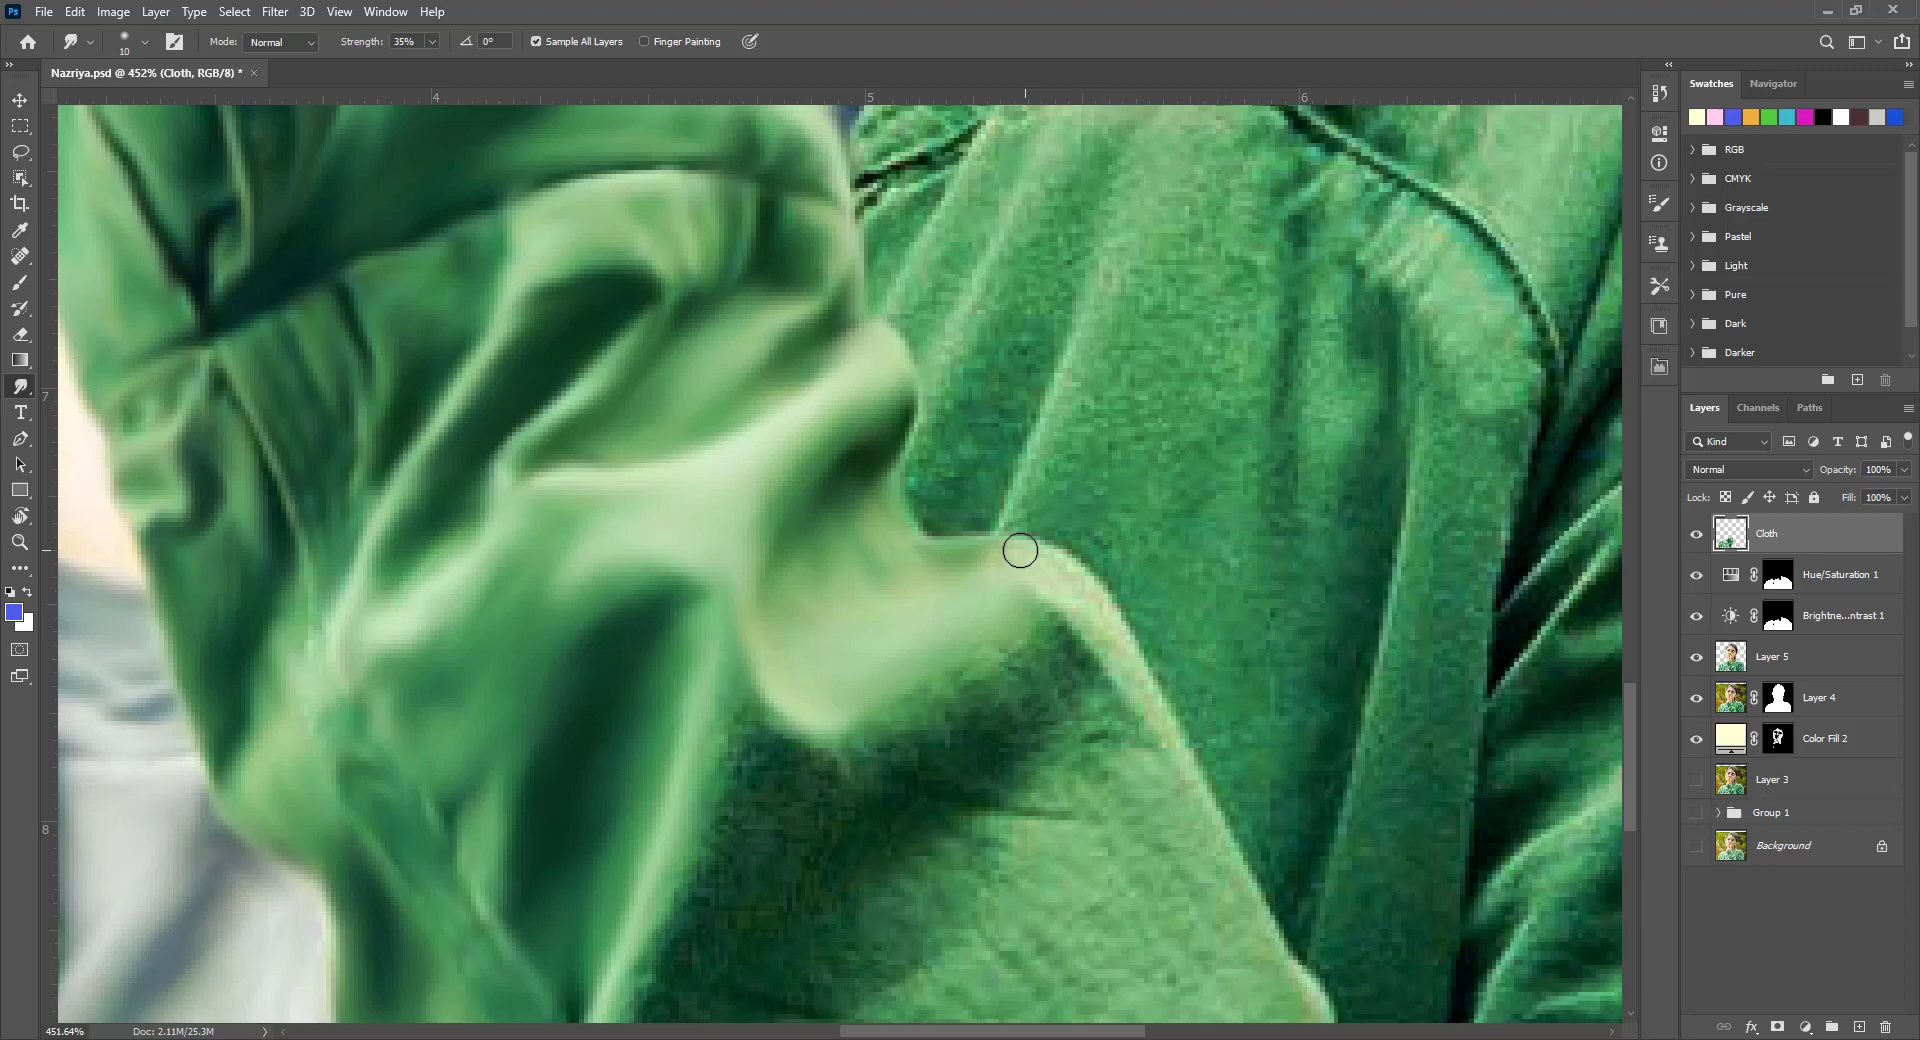 Ps File Edit Image Layer Type Select Filter 3D View Window Help
10 Mode: Normal Strength: 35% 0° Sample All Layers Finger Painting
Nazriya.psd @ 452% (Cloth, RGB/8) * ×
4 5 6
7
8
Swatches Navigator
RGB
CMYK
Grayscale
Pastel
Light
Pure
Dark
Darker
Layers Channels Paths
Kind
Normal Opacity: 100%
Lock: Fill: 100%
Cloth
Hue/Saturation 1
Brightne...ntrast 1
Layer 5
Layer 4
Color Fill 2
Layer 3
Group 1
Background
fx
451.64% Doc: 2.11M/25.3M